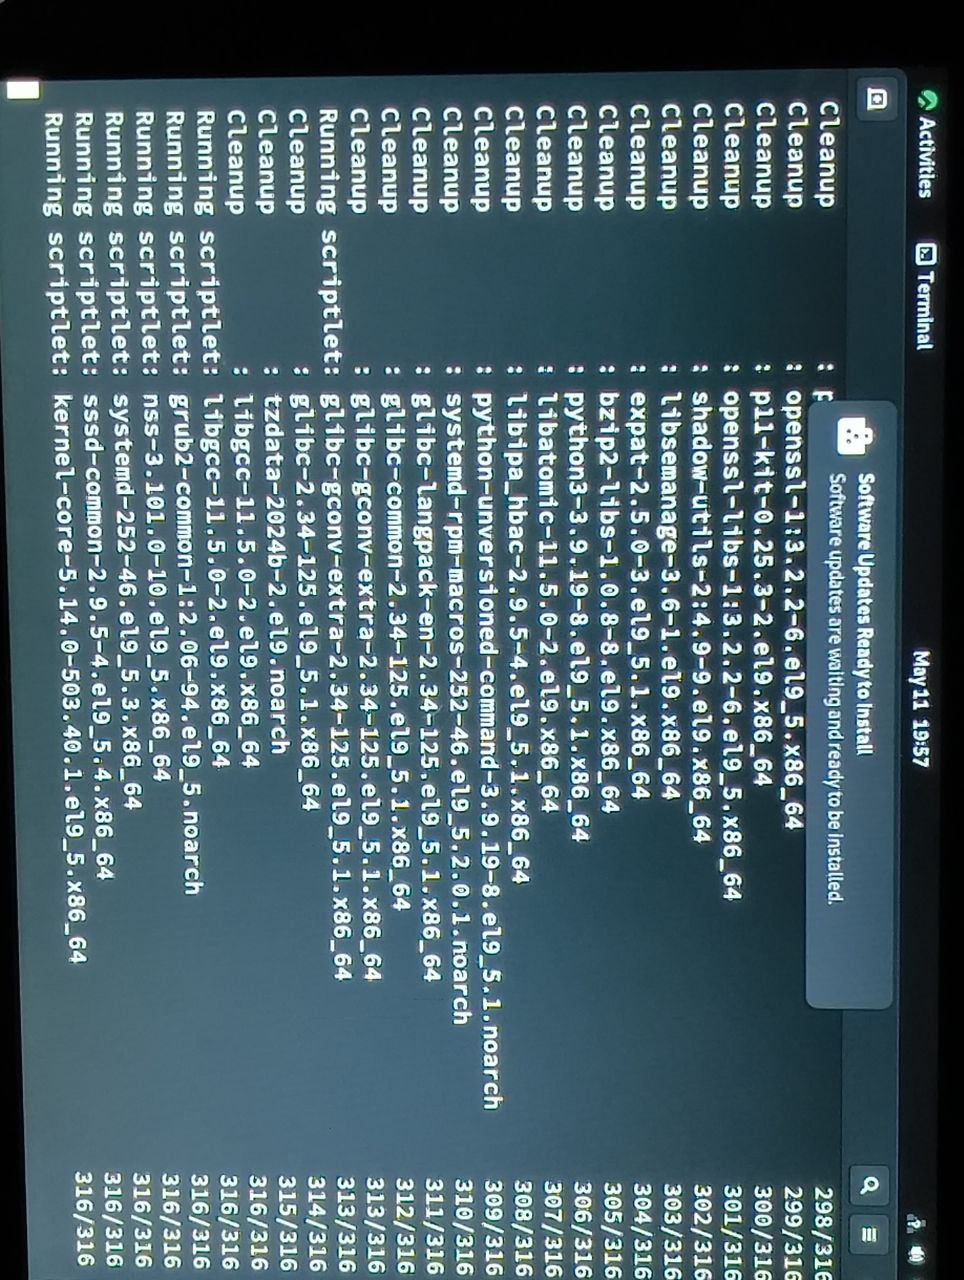 Activities Terminal May 11 19:57
Software Updates Ready to Install
Software updates are waiting and ready to be installed.
Cleanup : p 298/316
Cleanup : openssl-1:3.2.2-6.el9_5.x86_64 299/316
Cleanup : p11-kit-0.25.3-2.el9.x86_64 300/316
Cleanup : openssl-libs-1:3.2.2-6.el9_5.x86_64 301/316
Cleanup : shadow-utils-2:4.9-9.el9.x86_64 302/316
Cleanup : libsemanage-3.6-1.el9.x86_64 303/316
Cleanup : expat-2.5.0-3.el9_5.1.x86_64 304/316
Cleanup : bzip2-libs-1.0.8-8.el9.x86_64 305/316
Cleanup : python3-3.9.19-8.el9_5.1.x86_64 306/316
Cleanup : libatomic-11.5.0-2.el9.x86_64 307/316
Cleanup : libipa_hbac-2.9.5-4.el9_5.1.x86_64 308/316
Cleanup : python-unversioned-command-3.9.19-8.el9_5.1.noarch 309/316
Cleanup : systemd-rpm-macros-252-46.el9_5.2.0.1.noarch 310/316
Cleanup : glibc-langpack-en-2.34-125.el9_5.1.x86_64 311/316
Cleanup : glibc-common-2.34-125.el9_5.1.x86_64 312/316
Cleanup : glibc-gconv-extra-2.34-125.el9_5.1.x86_64 313/316
Running scriptlet: glibc-gconv-extra-2.34-125.el9_5.1.x86_64 313/316
Cleanup : glibc-2.34-125.el9_5.1.x86_64 314/316
Cleanup : tzdata-2024b-2.el9.noarch 315/316
Cleanup : libgcc-11.5.0-2.el9.x86_64 316/316
Running scriptlet: libgcc-11.5.0-2.el9.x86_64 316/316
Running scriptlet: grub2-common-1:2.06-94.el9_5.noarch 316/316
Running scriptlet: nss-3.101.0-10.el9_5.x86_64 316/316
Running scriptlet: systemd-252-46.el9_5.3.x86_64 316/316
Running scriptlet: sssd-common-2.9.5-4.el9_5.4.x86_64 316/316
Running scriptlet: kernel-core-5.14.0-503.40.1.el9_5.x86_64 316/316